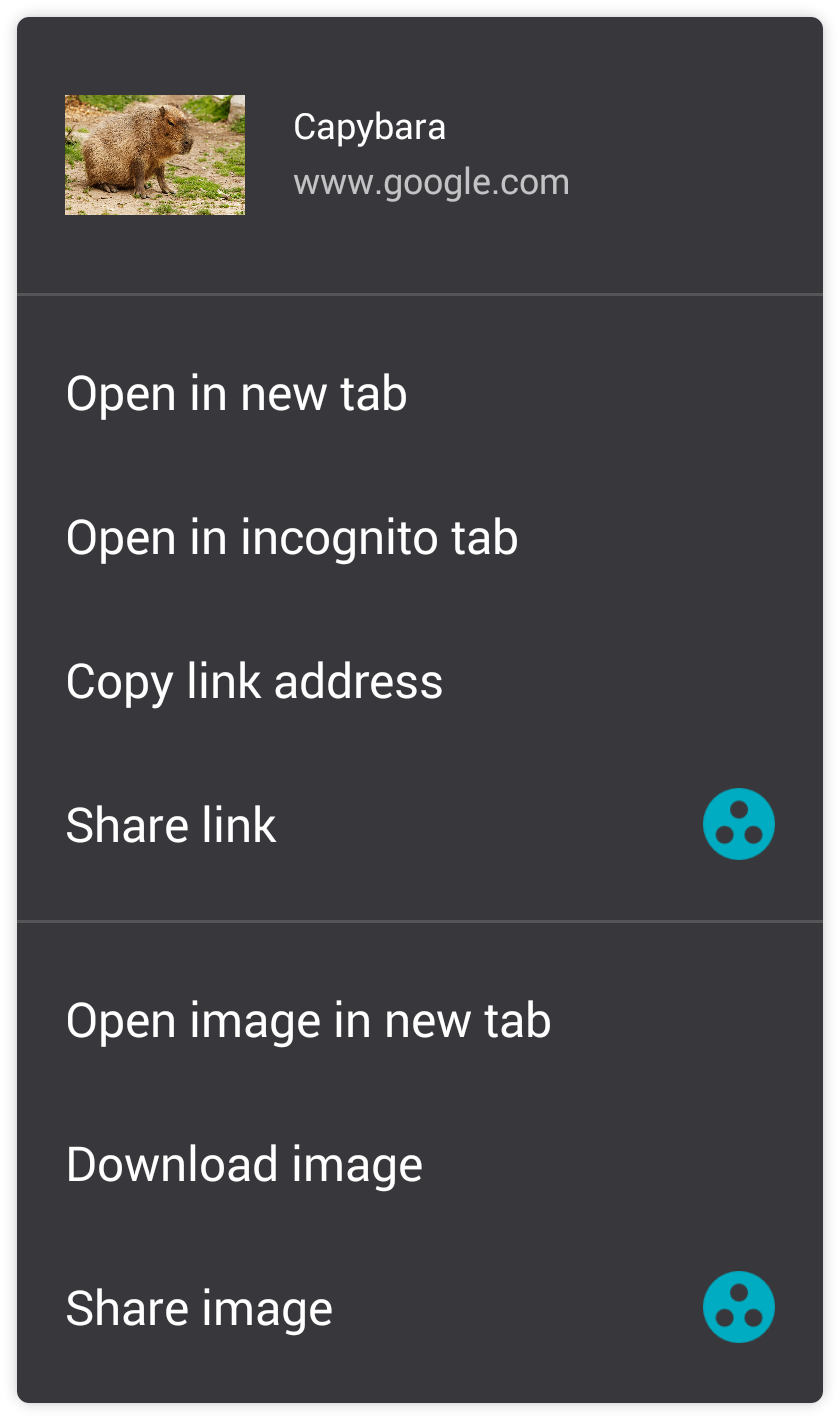 Capybara
www.google.com
Open in new tab
Open in incognito tab
Copy link address
Share link
Open image in new tab
Download image
Share image